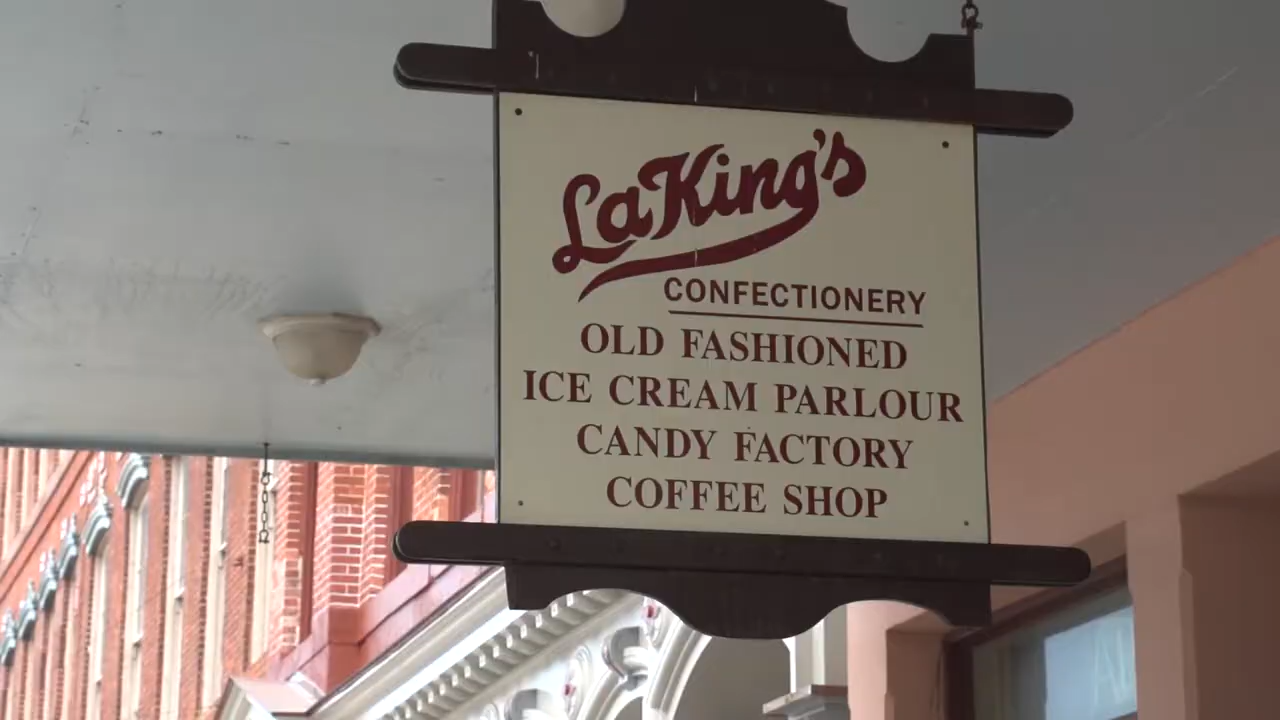 LaKing's
CONFECTIONERY
OLD FASHIONED
ICE CREAM PARLOUR
CANDY FACTORY
COFFEE SHOP